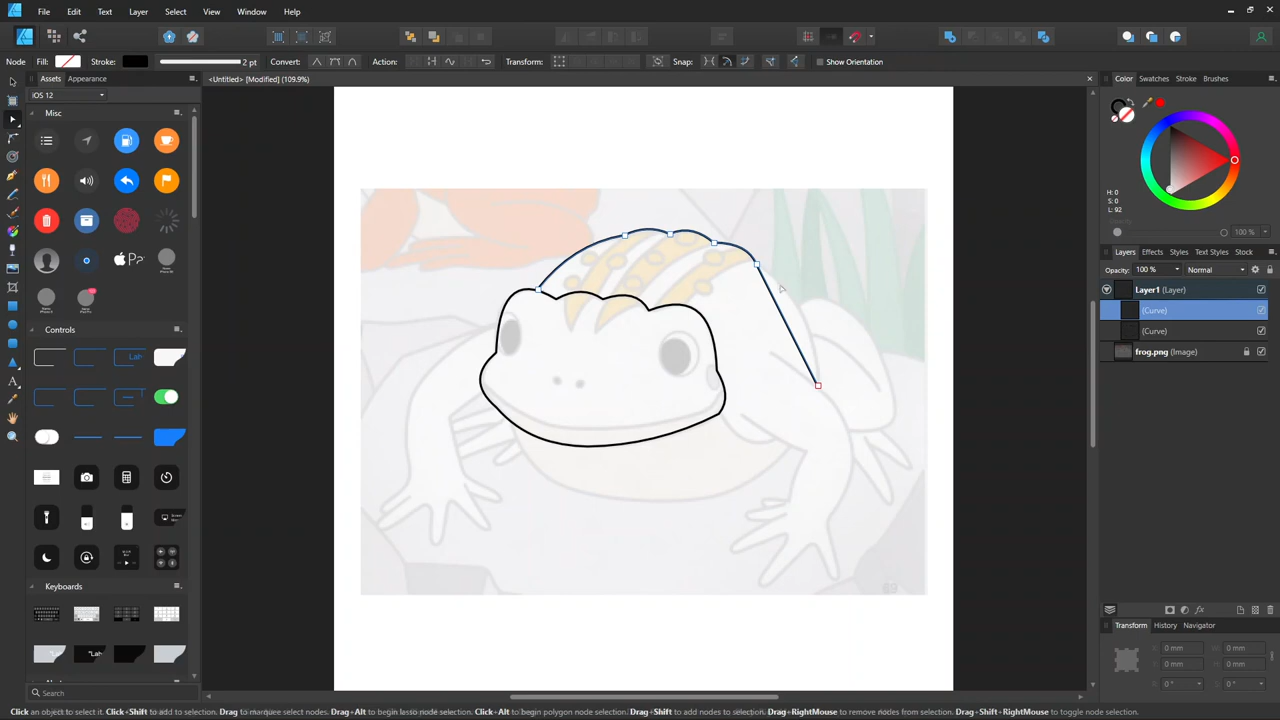 File Edit Text Layer Select View Window Help
Node Fill: Stroke: 2 pt Convert: Action: Transform: Snap: Show Orientation
Assets Appearance
<Untitled> [Modified] (109.9%)
iOS 12
Misc
Pay
Controls
Keyboards
Search
Color Swatches Stroke Brushes
H: 0
S: 0
L: 92
Opacity
100 %
Layers Effects Styles Text Styles Stock
Opacity: 100 % Normal
Layer1 (Layer)
(Curve)
(Curve)
frog.png (Image)
Transform History Navigator
X: 0 mm W: 0 mm
Y: 0 mm H: 0 mm
R: 0 ° S: 0 °
Click an object to select it. Click+Shift to add to selection. Drag to marquee select nodes. Drag+Alt to begin lasso node selection. Click+Alt to begin polygon node selection. Drag+Shift to add nodes to selection. Drag+RightMouse to remove nodes from selection. Drag+Shift+RightMouse to toggle node selection.